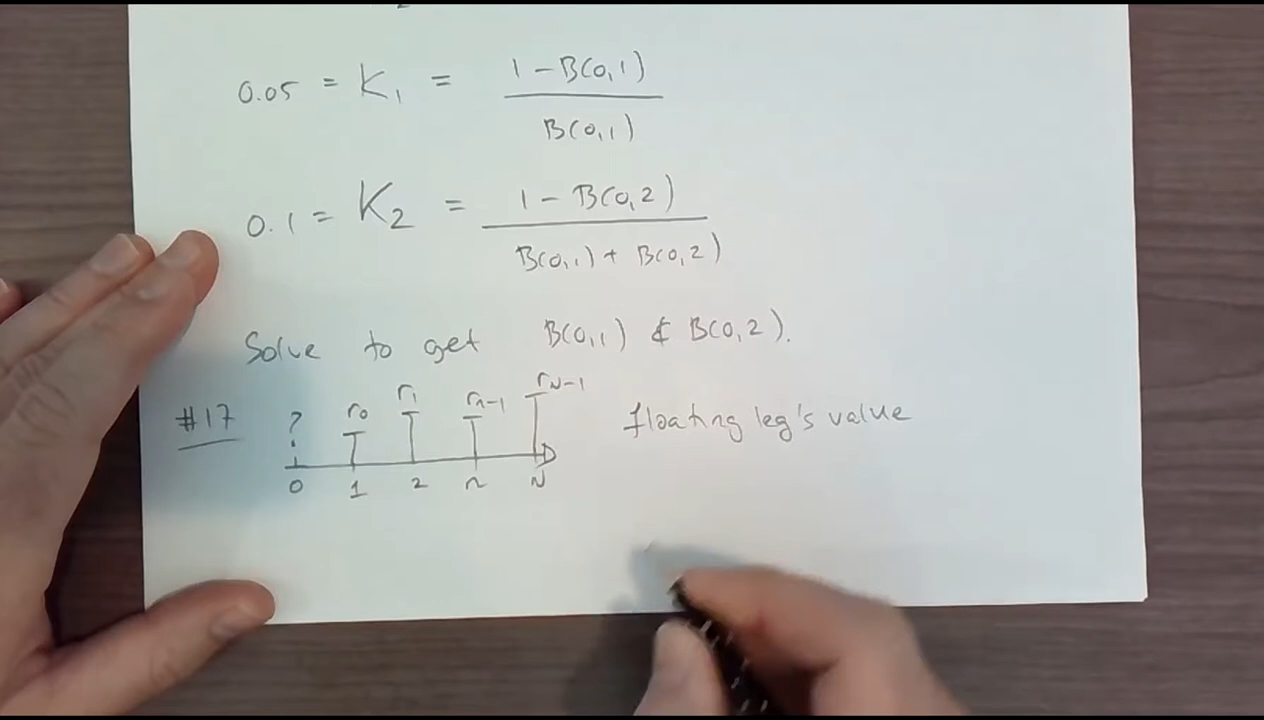 0.05 = K₁ = (1 - B(0,1)) / B(0,1)
0.1 = K₂ = (1 - B(0,2)) / (B(0,1) + B(0,2))
Solve to get B(0,1) & B(0,2).
#17 ? r₀ r₁ rₙ₋₁ r_N-1 floating leg's value
0 1 2 n N